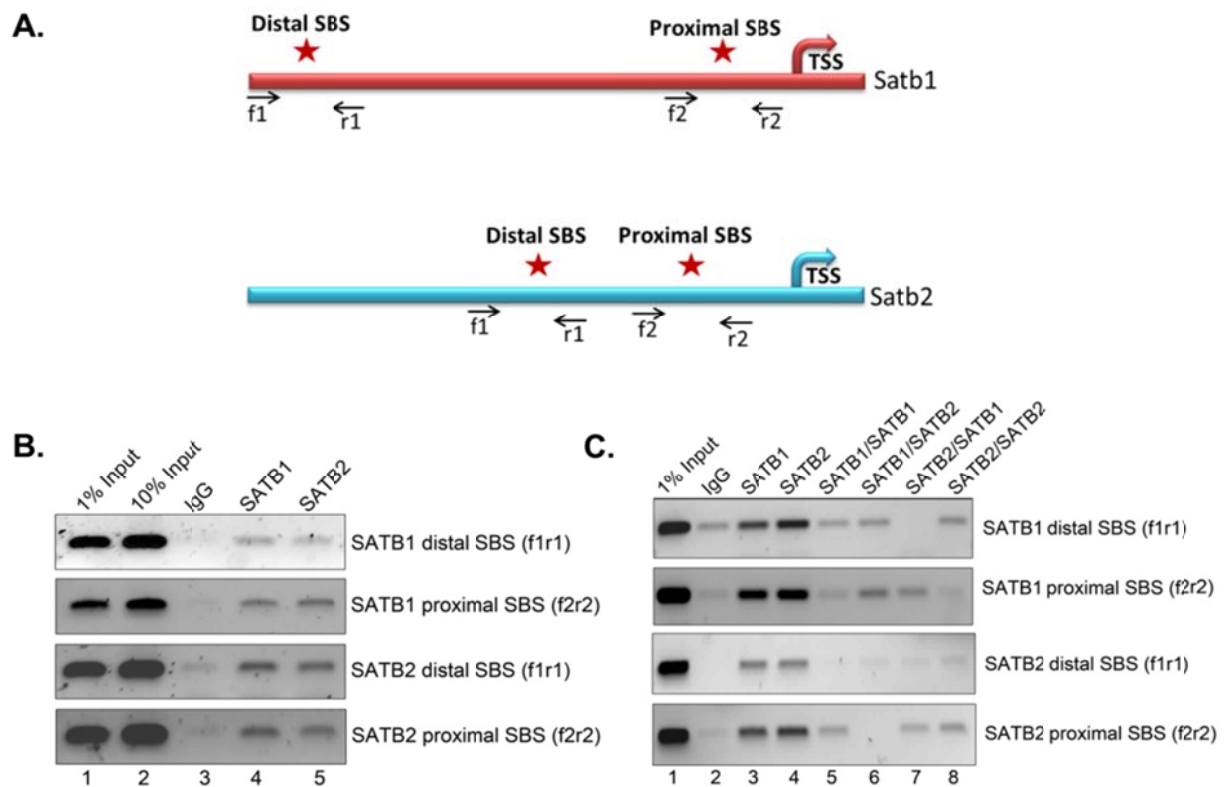 A.
Distal SBS
Proximal SBS
TSS
Satb1
f1
r1
f2
r2
Distal SBS
Proximal SBS
TSS
Satb2
f1
r1
f2
r2
B.
1% Input
10% Input
IgG
SATB1
SATB2
SATB1 distal SBS (f1r1)
SATB1 proximal SBS (f2r2)
SATB2 distal SBS (f1r1)
SATB2 proximal SBS (f2r2)
1 2 3 4 5
C.
1% Input
IgG
SATB1
SATB2
SATB1/SATB1
SATB1/SATB2
SATB2/SATB1
SATB2/SATB2
SATB1 distal SBS (f1r1)
SATB1 proximal SBS (f2r2)
SATB2 distal SBS (f1r1)
SATB2 proximal SBS (f2r2)
1 2 3 4 5 6 7 8